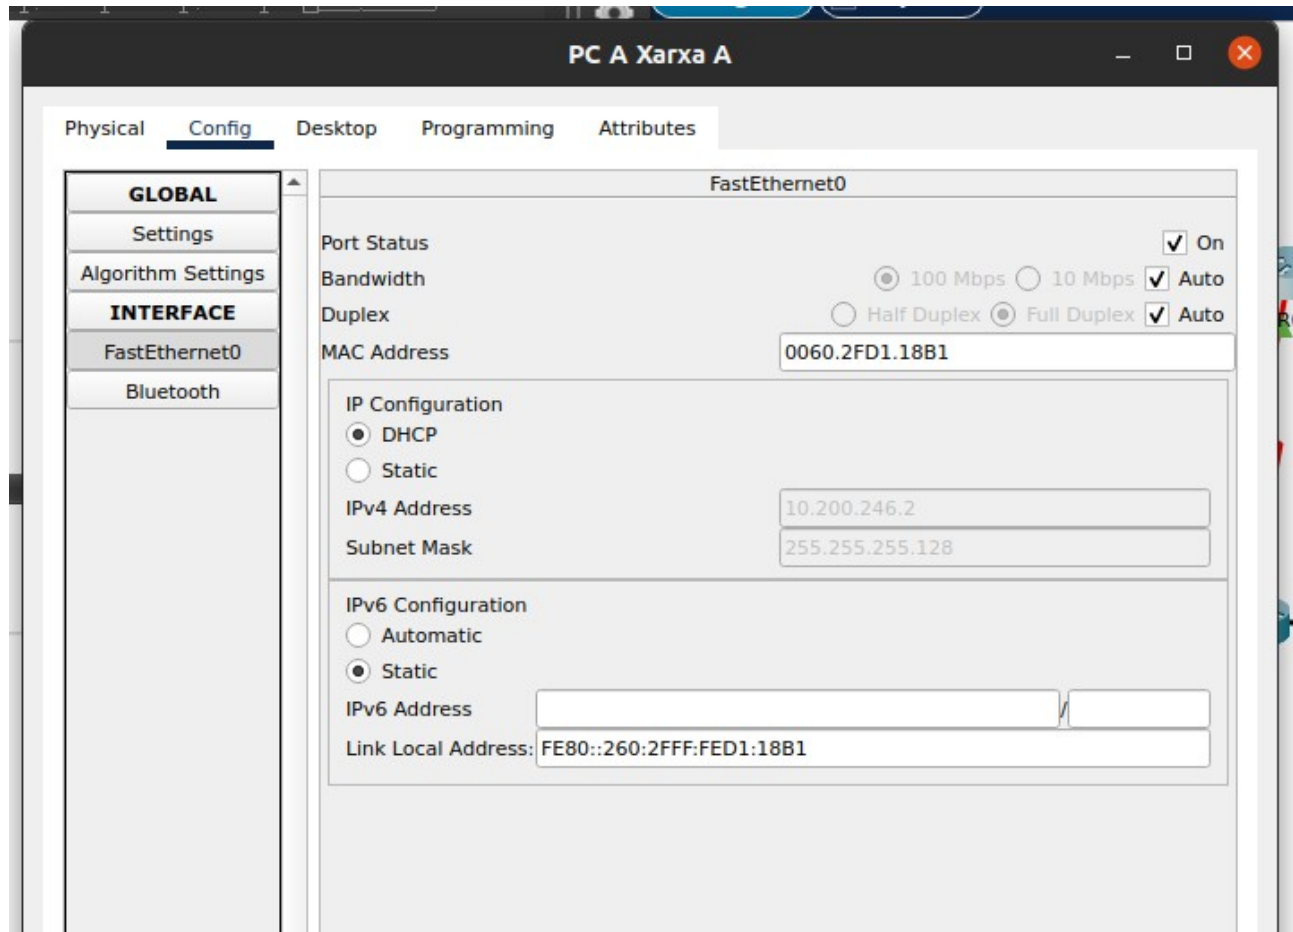 PC A Xarxa A
Physical Config Desktop Programming Attributes
GLOBAL
Settings
Algorithm Settings
INTERFACE
FastEthernet0
Bluetooth
FastEthernet0
Port Status On
Bandwidth 100 Mbps 10 Mbps Auto
Duplex Half Duplex Full Duplex Auto
MAC Address 0060.2FD1.18B1
IP Configuration
DHCP
Static
IPv4 Address 10.200.246.2
Subnet Mask 255.255.255.128
IPv6 Configuration
Automatic
Static
IPv6 Address /
Link Local Address: FE80::260:2FFF:FED1:18B1